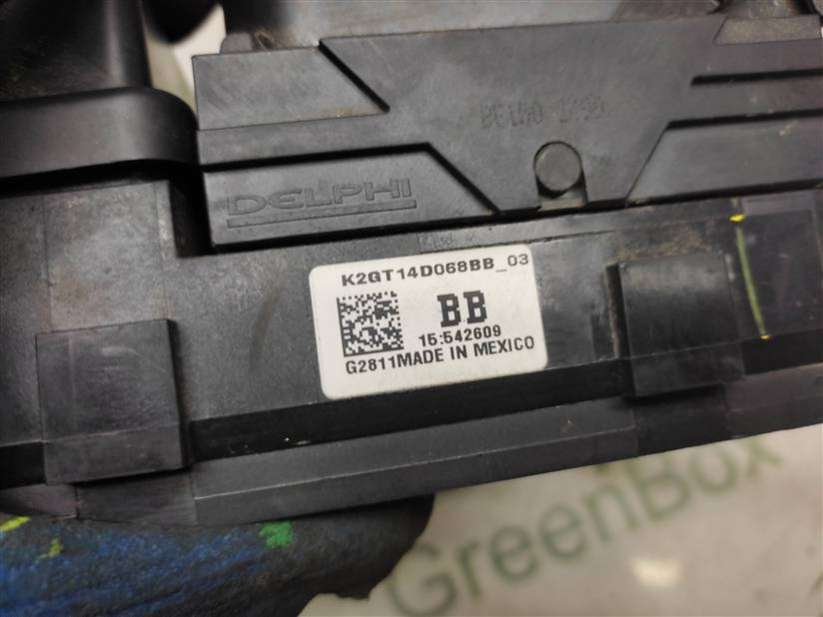 DELPHI
K2GT14D068BB_03
BB
15:542609
G2811MADE IN MEXICO
GreenBox